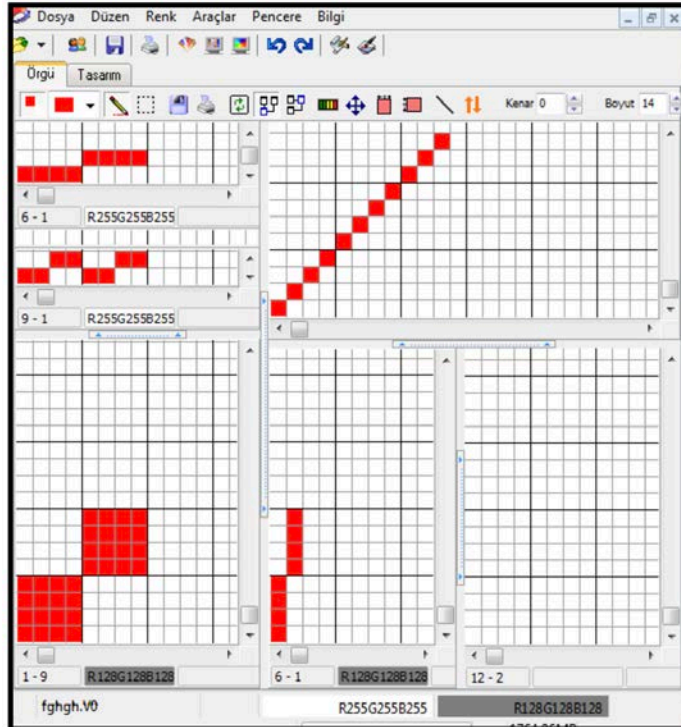 Dosya Düzen Renk Araçlar Pencere Bilgi
Örgü Tasarım
Kenar 0 Boyut 14
6 - 1 R255G255B255
9 - 1 R255G255B255
1 - 9 R128G128B128
6 - 1 R128G128B128
12 - 2
fghgh.V0 R255G255B255 R128G128B128